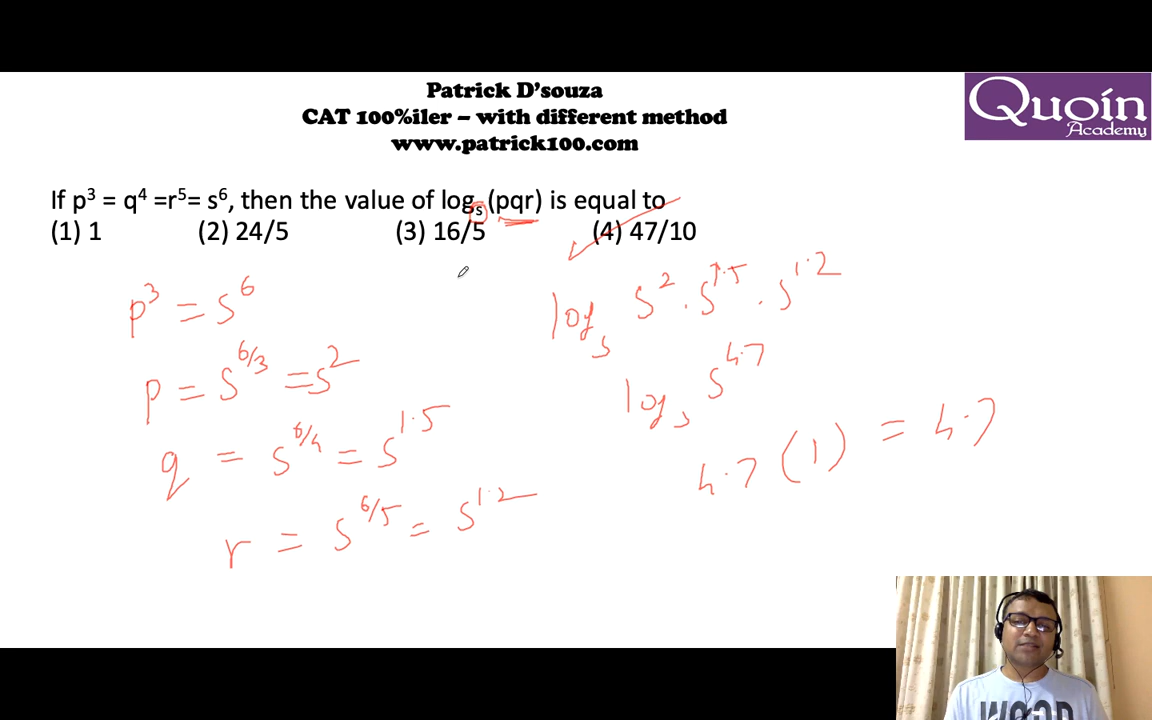 Patrick D'souza
CAT 100%iler – with different method
www.patrick100.com
Quoin
Academy
If p³ = q⁴ =r⁵= s⁶, then the value of logₛ (pqr) is equal to
(1) 1 (2) 24/5 (3) 16/5 (4) 47/10
p³ = s⁶
p = s^6/3 = s²
q = s^6/4 = s^1.5
r = s^6/5 = s^1.2
logₛ s² · s^1.5 · s^1.2
logₛ s^4.7
4.7 (1) = 4.7